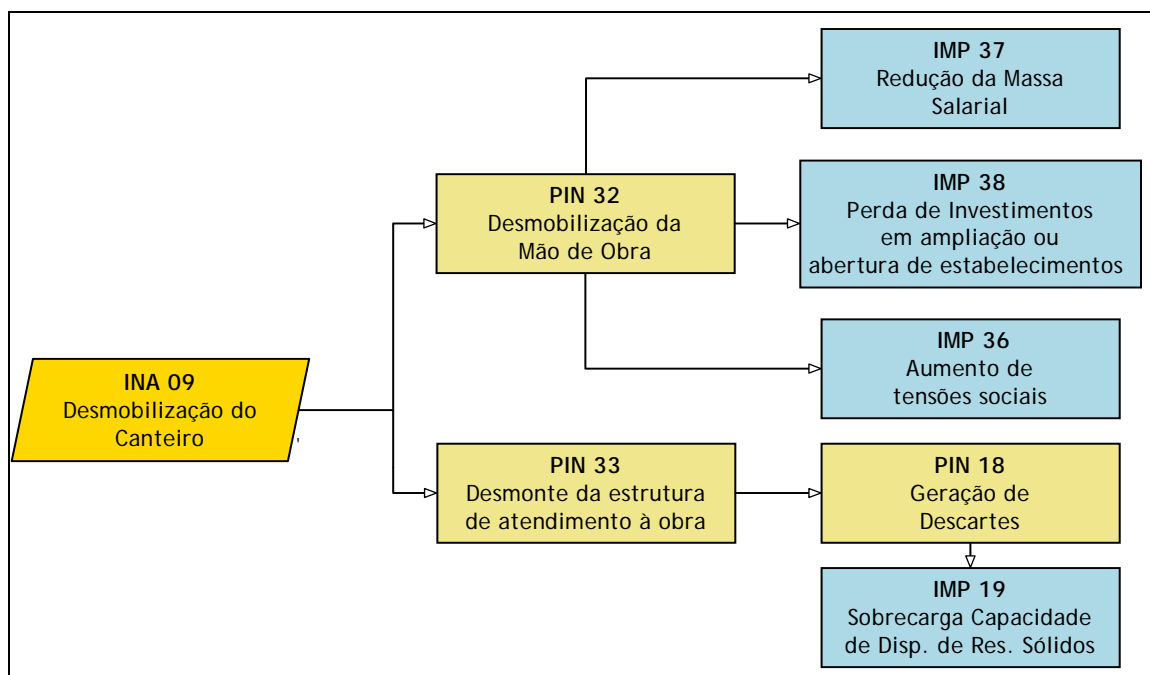 IMP 37
Redução da Massa
Salarial
PIN 32
Desmobilização da
Mão de Obra
IMP 38
Perda de Investimentos
em ampliação ou
abertura de estabelecimentos
IMP 36
Aumento de
tensões sociais
INA 09
Desmobilização do
Canteiro
PIN 33
Desmonte da estrutura
de atendimento à obra
PIN 18
Geração de
Descartes
IMP 19
Sobrecarga Capacidade
de Disp. de Res. Sólidos